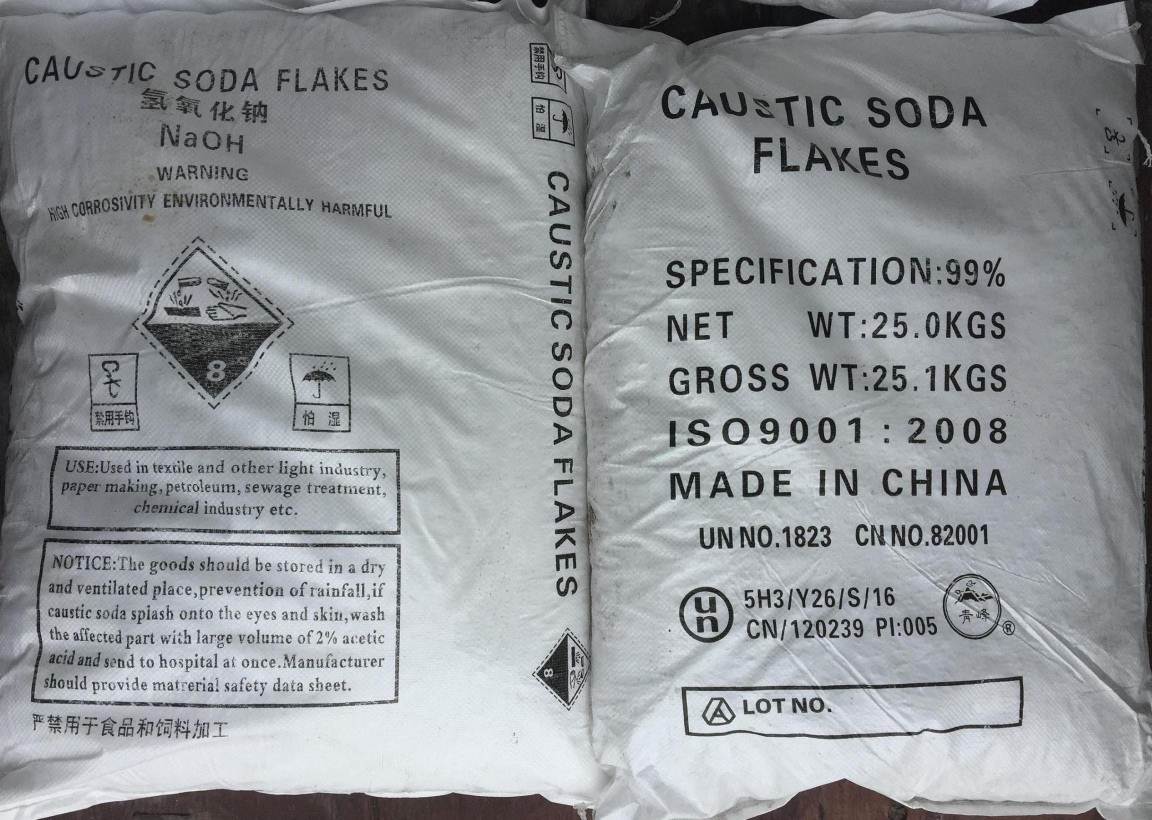 CAUSTIC SODA FLAKES
氢氧化钠
NaOH
WARNING
HIGH CORROSIVITY ENVIRONMENTALLY HARMFUL
8
禁用手钩
怕湿
USE:Used in textile and other light industry,
paper making, petroleum, sewage treatment,
chemical industry etc.
NOTICE:The goods should be stored in a dry
and ventilated place,prevention of rainfall,if
caustic soda splash onto the eyes and skin,wash
the affected part with large volume of 2% acetic
acid and send to hospital at once.Manufacturer
should provide matrerial safety data sheet.
严禁用于食品和饲料加工
禁用手钩
怕湿
CAUSTIC SODA FLAKES
8
CAUSTIC SODA
FLAKES
SPECIFICATION:99%
NET WT:25.0KGS
GROSS WT:25.1KGS
ISO9001:2008
MADE IN CHINA
UN NO.1823 CN NO.82001
un
5H3/Y26/S/16
CN/120239 PI:005
青峰
®
A LOT NO.